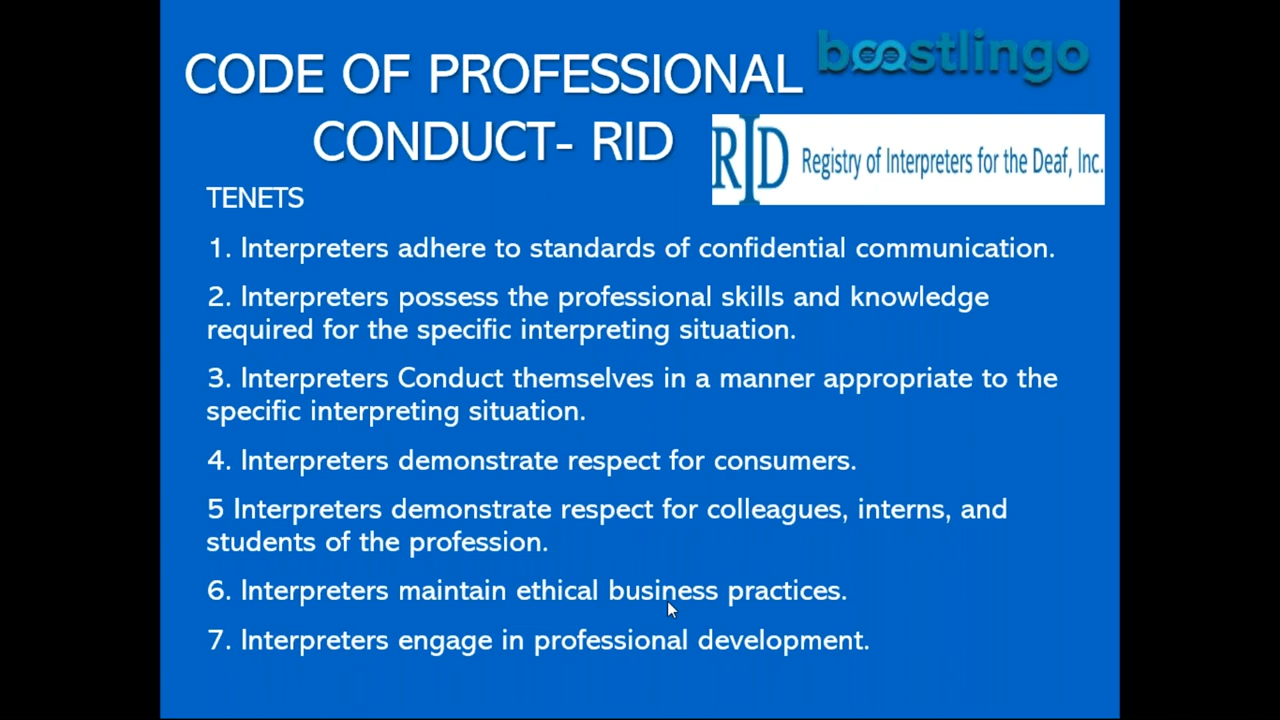 boostlingo
CODE OF PROFESSIONAL
CONDUCT- RID
RID Registry of Interpreters for the Deaf, Inc.
TENETS
1. Interpreters adhere to standards of confidential communication.
2. Interpreters possess the professional skills and knowledge
required for the specific interpreting situation.
3. Interpreters Conduct themselves in a manner appropriate to the
specific interpreting situation.
4. Interpreters demonstrate respect for consumers.
5 Interpreters demonstrate respect for colleagues, interns, and
students of the profession.
6. Interpreters maintain ethical business practices.
7. Interpreters engage in professional development.